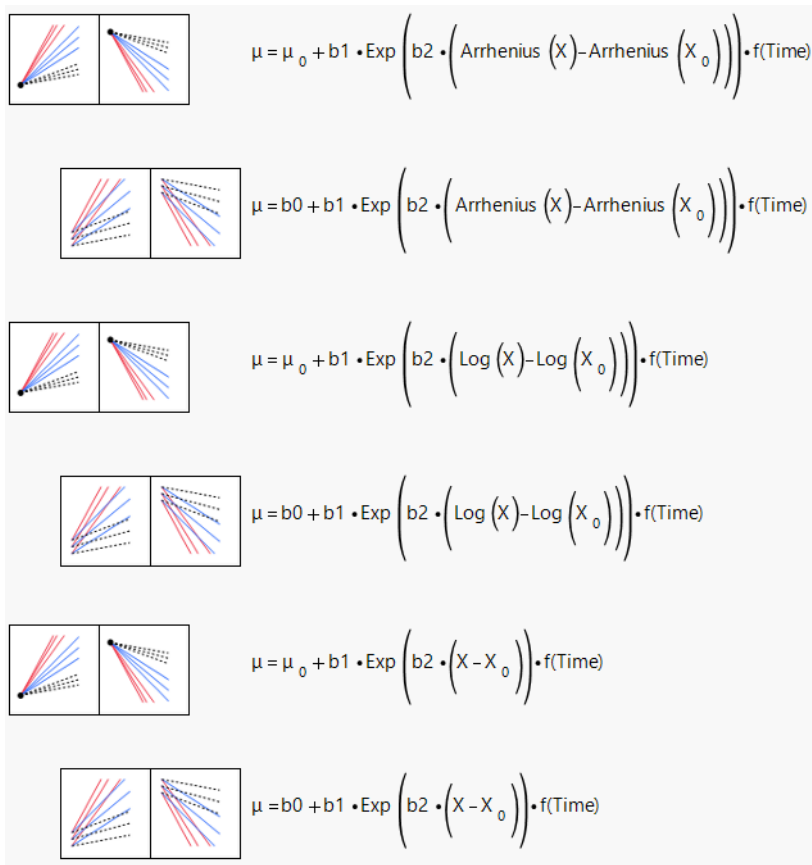 μ = μ₀ + b1 • Exp (b2 • (Arrhenius (X) – Arrhenius (X₀))) • f(Time)
μ = b0 + b1 • Exp (b2 • (Arrhenius (X) – Arrhenius (X₀))) • f(Time)
μ = μ₀ + b1 • Exp (b2 • (Log (X) – Log (X₀))) • f(Time)
μ = b0 + b1 • Exp (b2 • (Log (X) – Log (X₀))) • f(Time)
μ = μ₀ + b1 • Exp (b2 • (X – X₀)) • f(Time)
μ = b0 + b1 • Exp (b2 • (X – X₀)) • f(Time)